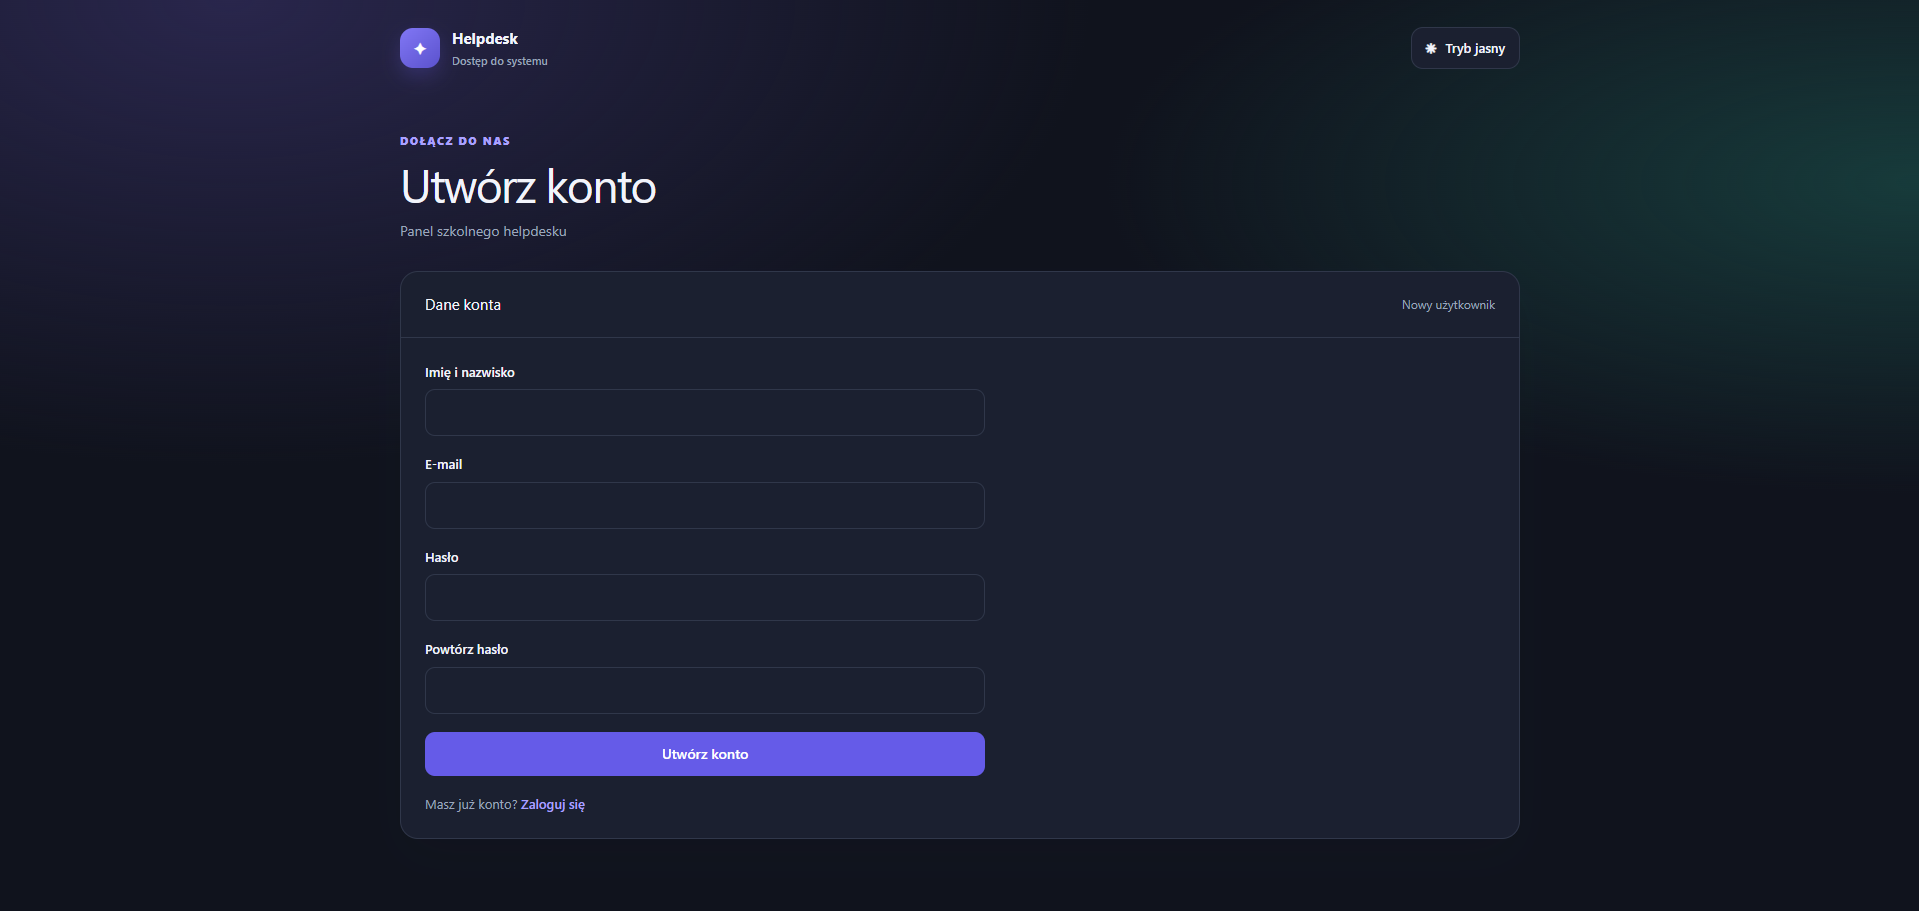 Helpdesk
Dostęp do systemu
Tryb jasny
DOŁĄCZ DO NAS
Utwórz konto
Panel szkolnego helpdesku
Dane konta
Nowy użytkownik
Imię i nazwisko
E-mail
Hasło
Powtórz hasło
Utwórz konto
Masz już konto? Zaloguj się